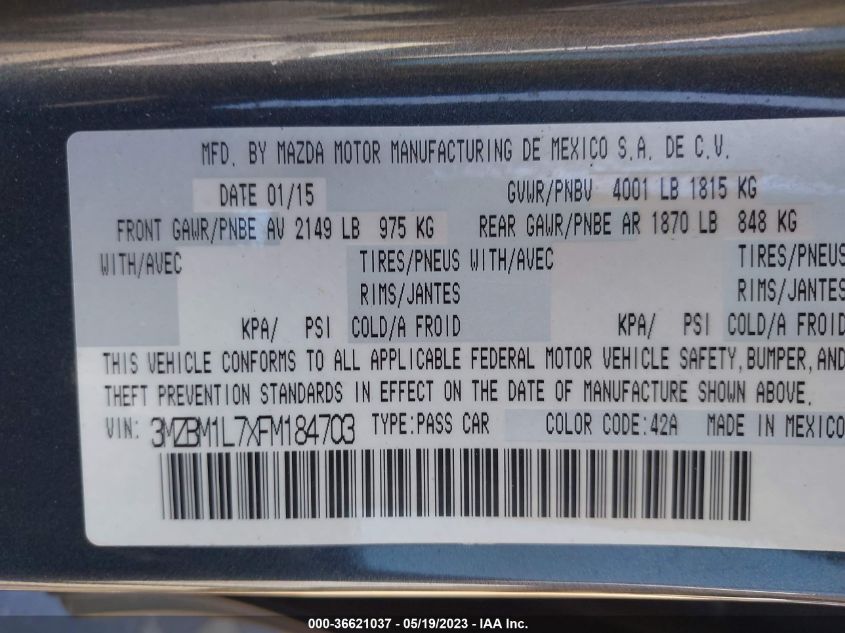 MFD. BY MAZDA MOTOR MANUFACTURING DE MEXICO S.A. DE C.V.
DATE 01/15 GVWR/PNBV 4001 LB 1815 KG
FRONT GAWR/PNBE AV 2149 LB 975 KG REAR GAWR/PNBE AR 1870 LB 848 KG
WITH/AVEC TIRES/PNEUS WITH/AVEC TIRES/PNEUS
RIMS/JANTES RIMS/JANTES
KPA/ PSI COLD/A FROID KPA/ PSI COLD/A FROID
THIS VEHICLE CONFORMS TO ALL APPLICABLE FEDERAL MOTOR VEHICLE SAFETY, BUMPER, AND
THEFT PREVENTION STANDARDS IN EFFECT ON THE DATE OF MANUFACTURE SHOWN ABOVE.
VIN: 3MZBM1L7XFM184703 TYPE:PASS CAR COLOR CODE:42A MADE IN MEXICO
000-36621037 - 05/19/2023 - IAA Inc.